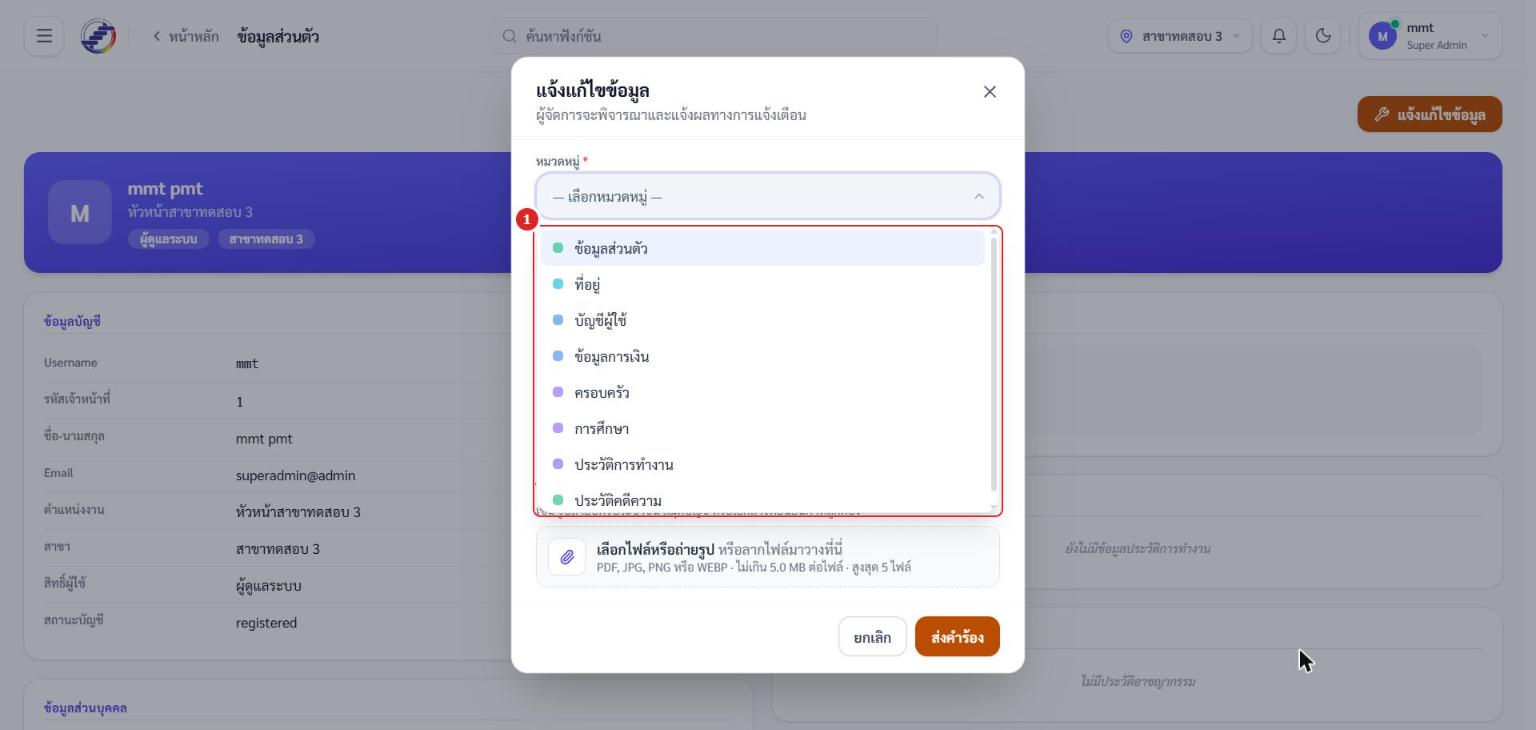 หน้าหลัก ข้อมูลส่วนตัว
ค้นหาฟังก์ชัน
สาขาทดสอบ 3
M
mmt
Super Admin
แจ้งแก้ไขข้อมูล
M
mmt pmt
หัวหน้าสาขาทดสอบ 3
ผู้ดูแลระบบ สาขาทดสอบ 3
ข้อมูลบัญชี
Username mmt
รหัสเจ้าหน้าที่ 1
ชื่อ-นามสกุล mmt pmt
Email superadmin@admin
ตำแหน่งงาน หัวหน้าสาขาทดสอบ 3
สาขา สาขาทดสอบ 3
สิทธิ์ผู้ใช้ ผู้ดูแลระบบ
สถานะบัญชี registered
ข้อมูลส่วนบุคคล
แจ้งแก้ไขข้อมูล
ผู้จัดการจะพิจารณาและแจ้งผลทางการแจ้งเตือน
หมวดหมู่ *
— เลือกหมวดหมู่ —
1
ข้อมูลส่วนตัว
ที่อยู่
บัญชีผู้ใช้
ข้อมูลการเงิน
ครอบครัว
การศึกษา
ประวัติการทำงาน
ประวัติคดีความ
เลือกไฟล์หรือถ่ายรูป หรือลากไฟล์มาวางที่นี่
PDF, JPG, PNG หรือ WEBP · ไม่เกิน 5.0 MB ต่อไฟล์ · สูงสุด 5 ไฟล์
ยกเลิก ส่งคำร้อง
ยังไม่มีข้อมูลประวัติการทำงาน
ไม่มีประวัติอาชญากรรม